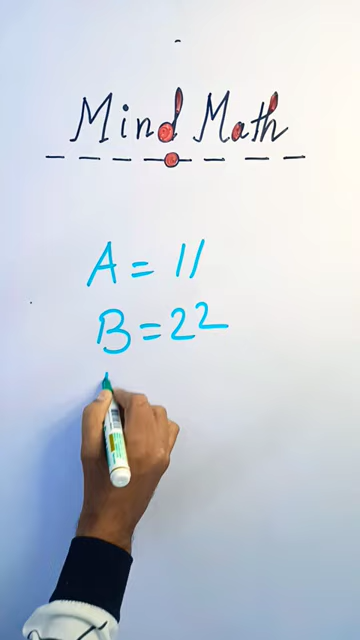 Mind Math
A = 11
B = 22